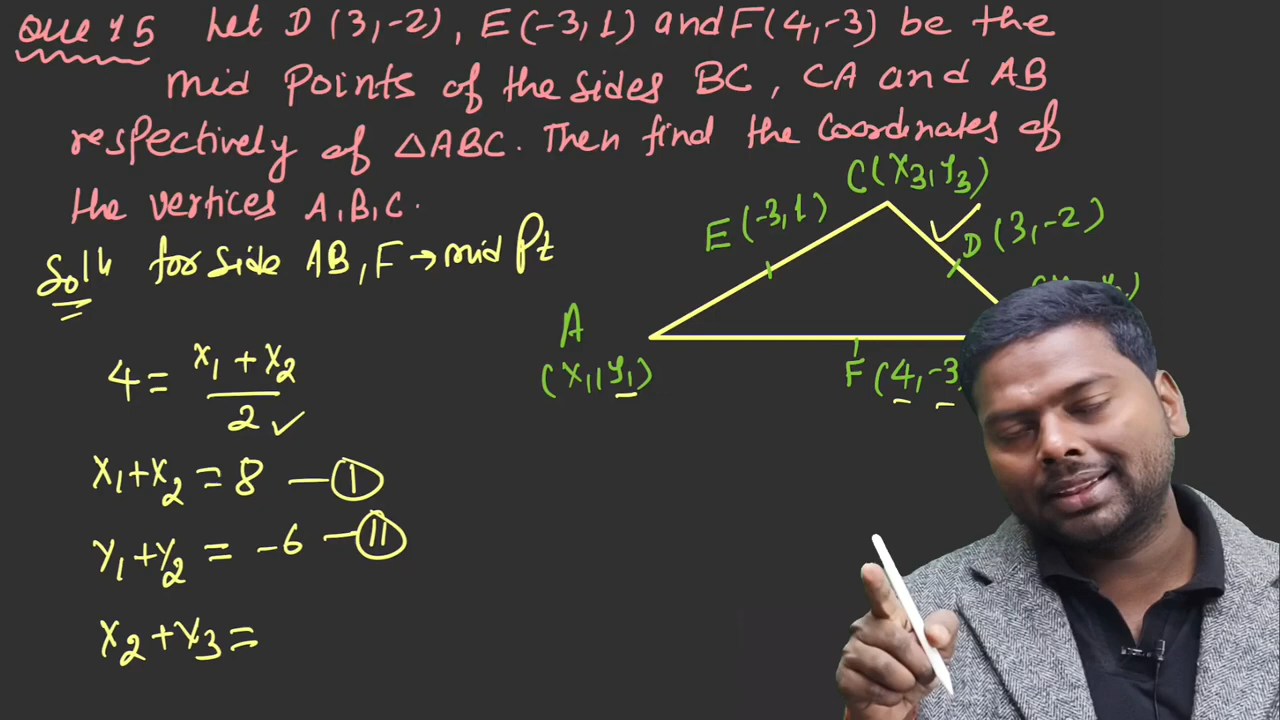 Que 15 Let D (3,-2), E(-3,1) and F(4,-3) be the
mid points of the sides BC, CA and AB
respectively of △ABC. Then find the coordinates of
the vertices A,B,C.
Solⁿ for side AB, F → mid Pt
C(x₃,y₃)
E(-3,1)
D (3,-2)
A
(x₁,y₁)
F (4,-3
4 = x₁ + x₂
2 ✓
x₁+x₂ = 8 — Ⅰ
y₁+y₂ = -6 — Ⅱ
x₂+x₃ =